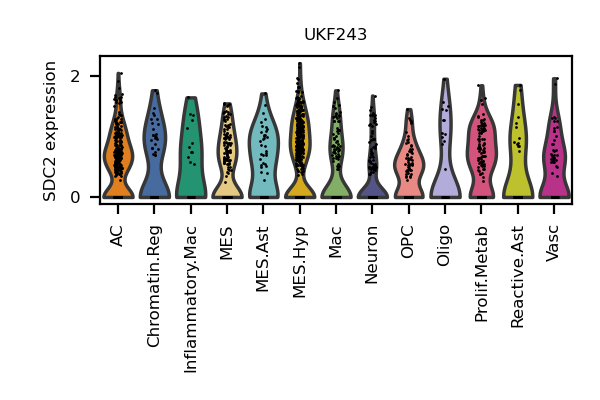 UKF243
SDC2 expression
2
0
AC
Chromatin.Reg
Inflammatory.Mac
MES
MES.Ast
MES.Hyp
Mac
Neuron
OPC
Oligo
Prolif.Metab
Reactive.Ast
Vasc